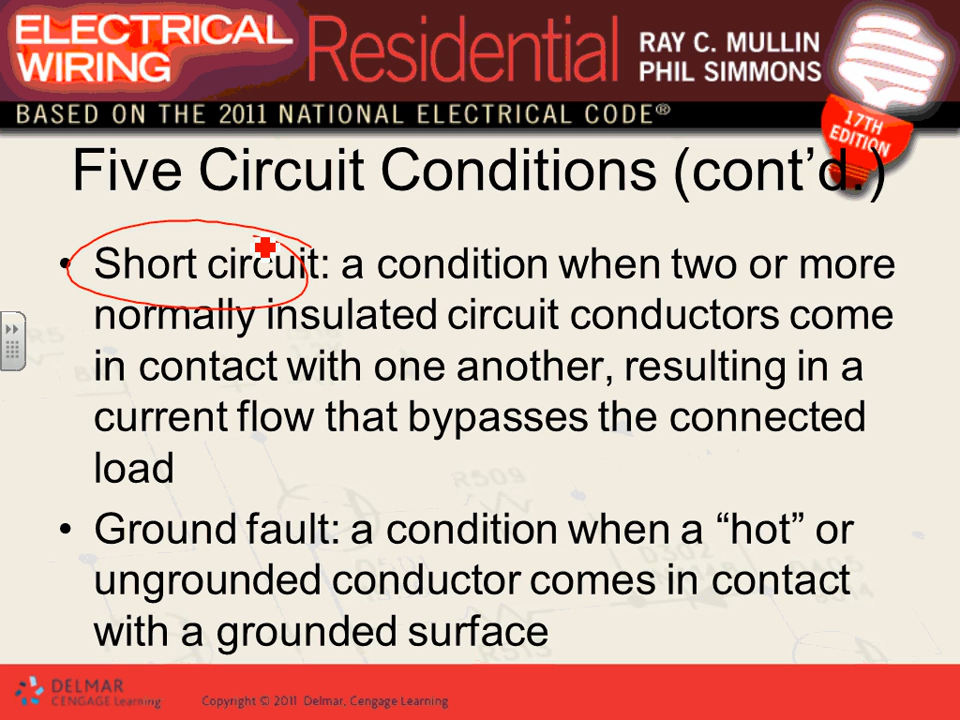 ELECTRICAL
WIRING
Residential
RAY C. MULLIN
PHIL SIMMONS
BASED ON THE 2011 NATIONAL ELECTRICAL CODE®
17TH
EDITION
Five Circuit Conditions (cont’d.)
• Short circuit: a condition when two or more
normally insulated circuit conductors come
in contact with one another, resulting in a
current flow that bypasses the connected
load
• Ground fault: a condition when a “hot” or
ungrounded conductor comes in contact
with a grounded surface
R509
D302
R513
DELMAR
CENGAGE Learning
Copyright © 2011 Delmar, Cengage Learning